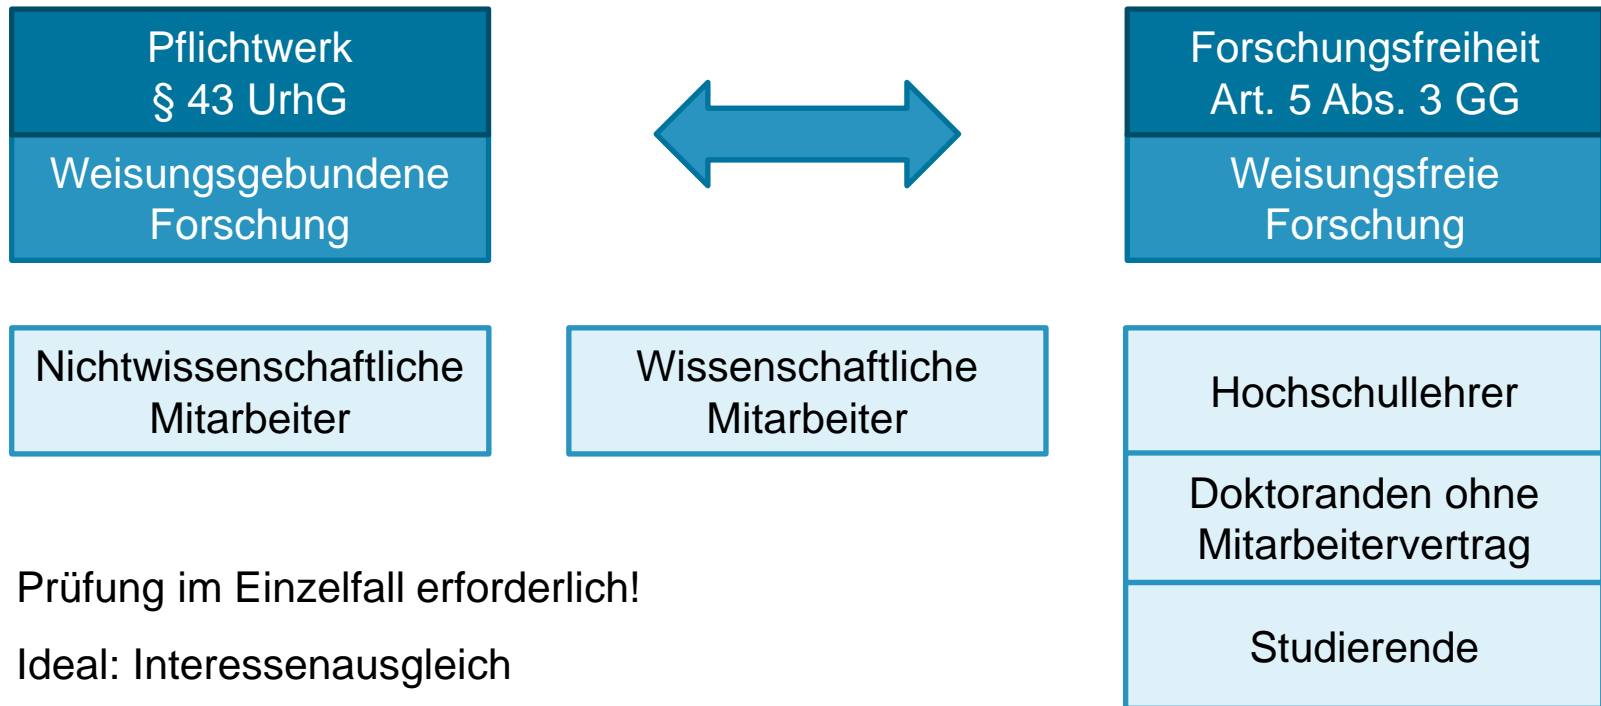 Pflichtwerk
§ 43 UrhG
Weisungsgebundene
Forschung
Forschungsfreiheit
Art. 5 Abs. 3 GG
Weisungsfreie
Forschung
Nichtwissenschaftliche
Mitarbeiter
Wissenschaftliche
Mitarbeiter
Hochschullehrer
Doktoranden ohne
Mitarbeitervertrag
Studierende
Prüfung im Einzelfall erforderlich!
Ideal: Interessenausgleich